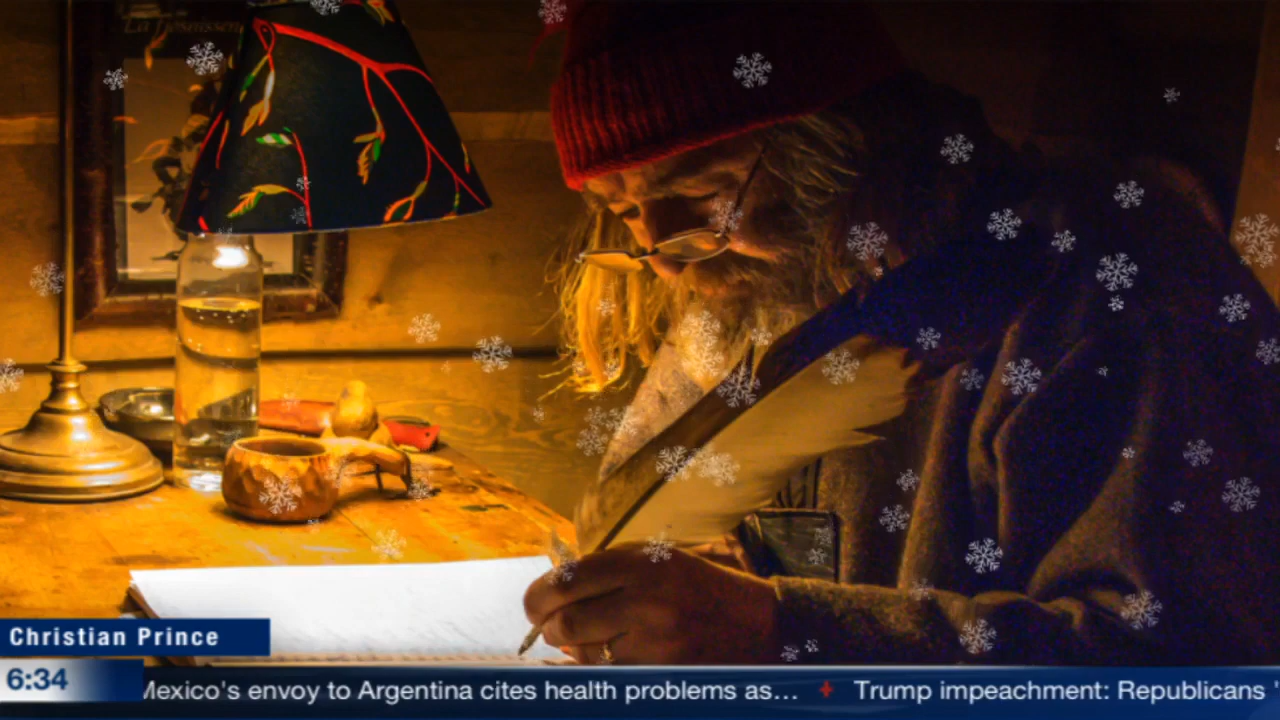 Christian Prince
6:34
Mexico's envoy to Argentina cites health problems as... Trump impeachment: Republicans '